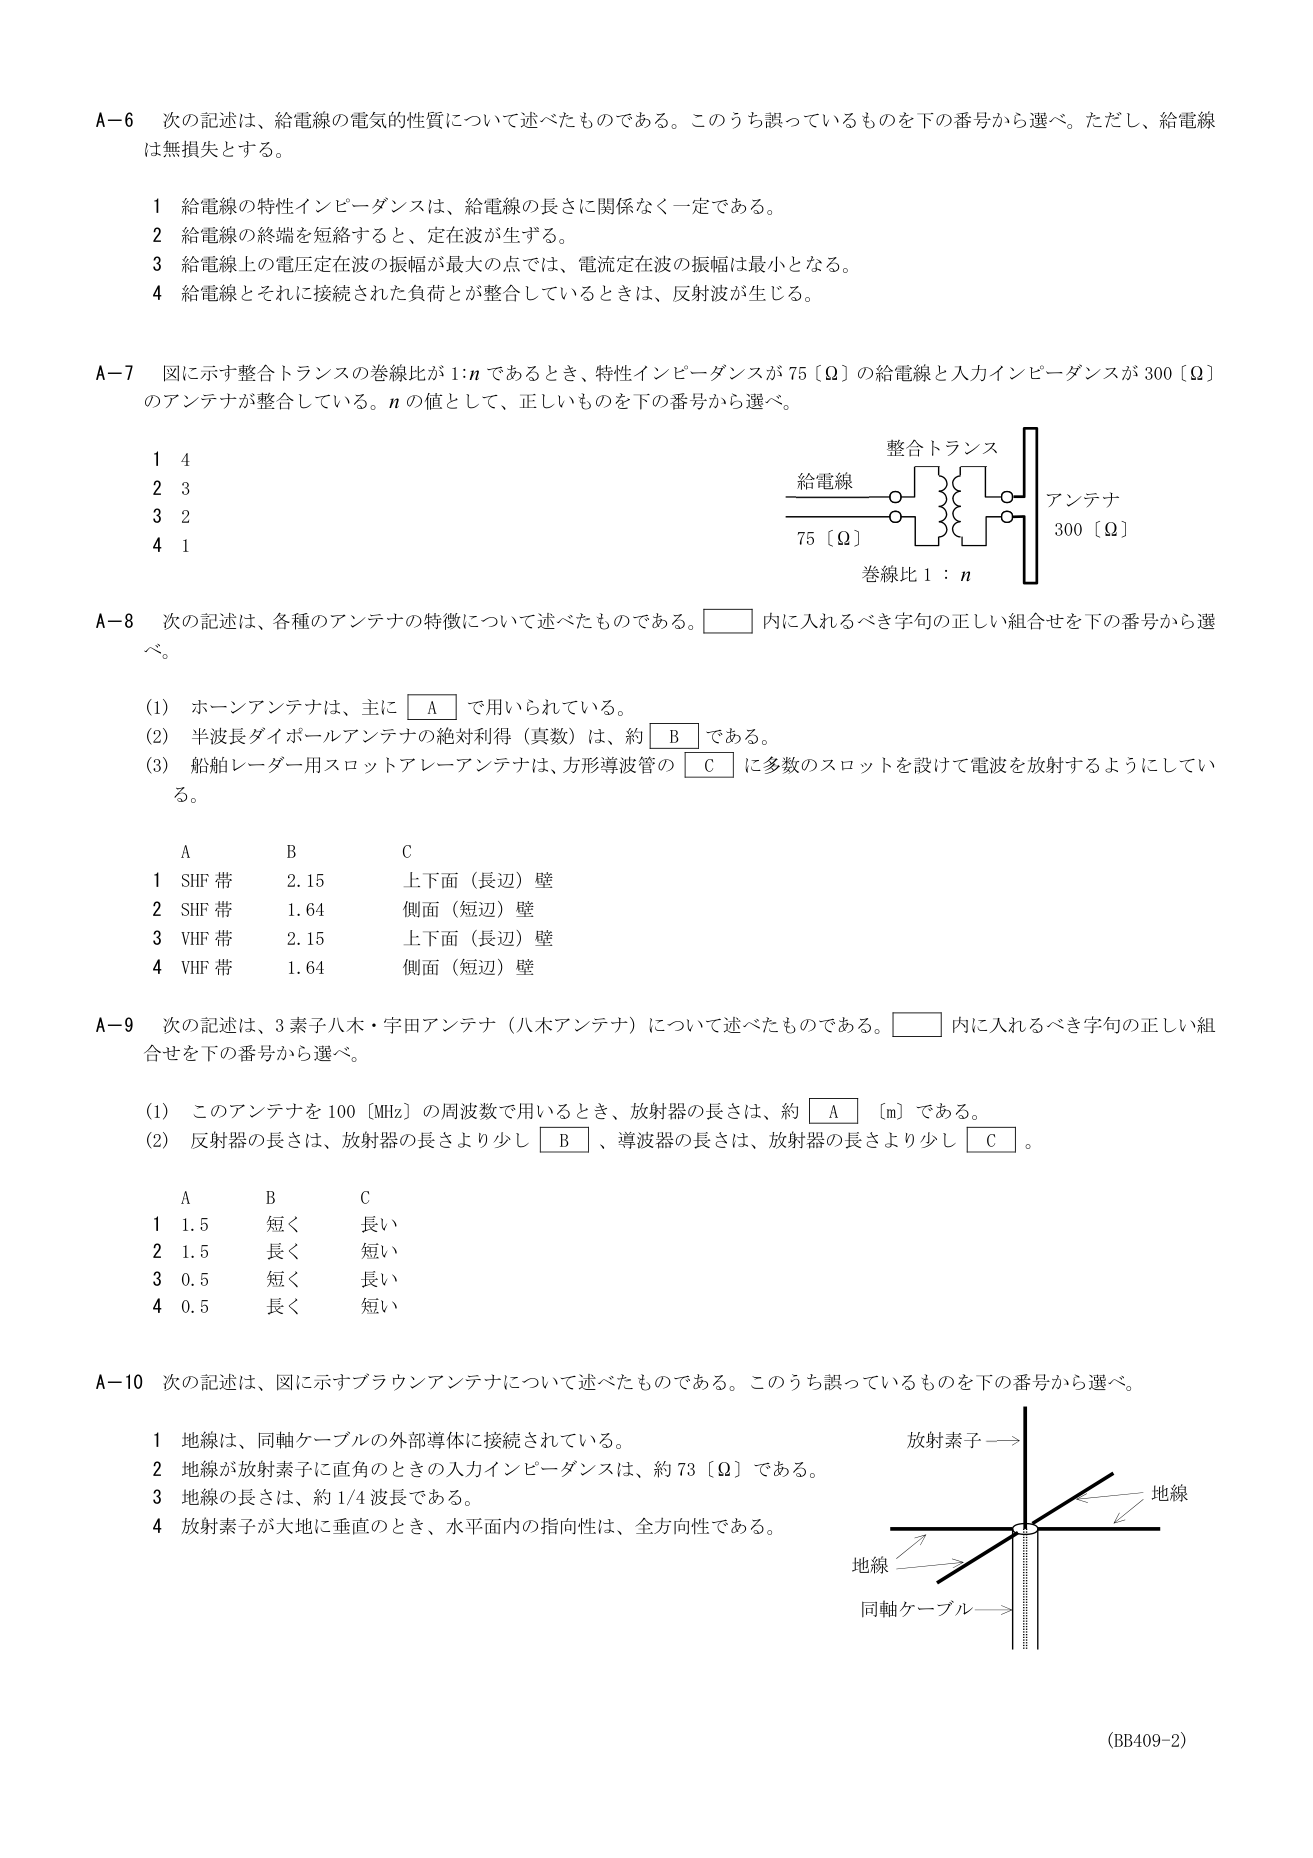 A－6　次の記述は、給電線の電気的性質について述べたものである。このうち誤っているものを下の番号から選べ。ただし、給電線
は無損失とする。
1　給電線の特性インピーダンスは、給電線の長さに関係なく一定である。
2　給電線の終端を短絡すると、定在波が生ずる。
3　給電線上の電圧定在波の振幅が最大の点では、電流定在波の振幅は最小となる。
4　給電線とそれに接続された負荷とが整合しているときは、反射波が生じる。
A－7　図に示す整合トランスの巻線比が 1:n であるとき、特性インピーダンスが 75〔Ω〕の給電線と入力インピーダンスが 300〔Ω〕
のアンテナが整合している。n の値として、正しいものを下の番号から選べ。
1　4
2　3
3　2
4　1
整合トランス
給電線
アンテナ
300〔Ω〕
75〔Ω〕
巻線比 1 : n
A－8　次の記述は、各種のアンテナの特徴について述べたものである。　内に入れるべき字句の正しい組合せを下の番号から選
べ。
(1)　ホーンアンテナは、主に A で用いられている。
(2)　半波長ダイポールアンテナの絶対利得（真数）は、約 B である。
(3)　船舶レーダー用スロットアレーアンテナは、方形導波管の C に多数のスロットを設けて電波を放射するようにしてい
る。
A　B　C
1　SHF 帯　2.15　上下面（長辺）壁
2　SHF 帯　1.64　側面（短辺）壁
3　VHF 帯　2.15　上下面（長辺）壁
4　VHF 帯　1.64　側面（短辺）壁
A－9　次の記述は、3 素子八木・宇田アンテナ（八木アンテナ）について述べたものである。　内に入れるべき字句の正しい組
合せを下の番号から選べ。
(1)　このアンテナを 100〔MHz〕の周波数で用いるとき、放射器の長さは、約 A 〔m〕である。
(2)　反射器の長さは、放射器の長さより少し B 、導波器の長さは、放射器の長さより少し C 。
A　B　C
1　1.5　短く　長い
2　1.5　長く　短い
3　0.5　短く　長い
4　0.5　長く　短い
A－10　次の記述は、図に示すブラウンアンテナについて述べたものである。このうち誤っているものを下の番号から選べ。
1　地線は、同軸ケーブルの外部導体に接続されている。
2　地線が放射素子に直角のときの入力インピーダンスは、約 73〔Ω〕である。
3　地線の長さは、約 1/4 波長である。
4　放射素子が大地に垂直のとき、水平面内の指向性は、全方向性である。
放射素子
地線
地線
同軸ケーブル
(BB409-2)